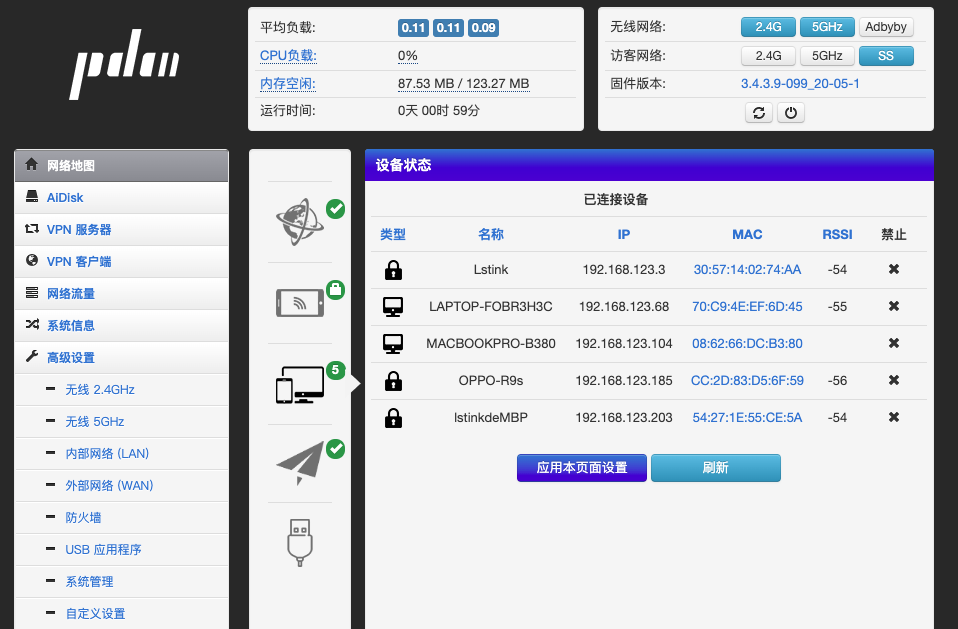 pdcn
平均负载: 0.11 0.11 0.09
CPU负载: 0%
内存空闲: 87.53 MB / 123.27 MB
运行时间: 0天 00时 59分
无线网络: 2.4G 5GHz Adbyby
访客网络: 2.4G 5GHz SS
固件版本: 3.4.3.9-099_20-05-1
网络地图
AiDisk
VPN 服务器
VPN 客户端
网络流量
系统信息
高级设置
无线 2.4GHz
无线 5GHz
内部网络 (LAN)
外部网络 (WAN)
防火墙
USB 应用程序
系统管理
自定义设置
5
设备状态
已连接设备
类型 名称 IP MAC RSSI 禁止
Lstink 192.168.123.3 30:57:14:02:74:AA -54
LAPTOP-FOBR3H3C 192.168.123.68 70:C9:4E:EF:6D:45 -55
MACBOOKPRO-B380 192.168.123.104 08:62:66:DC:B3:80
OPPO-R9s 192.168.123.185 CC:2D:83:D5:6F:59 -56
lstinkdeMBP 192.168.123.203 54:27:1E:55:CE:5A -54
应用本页面设置 刷新